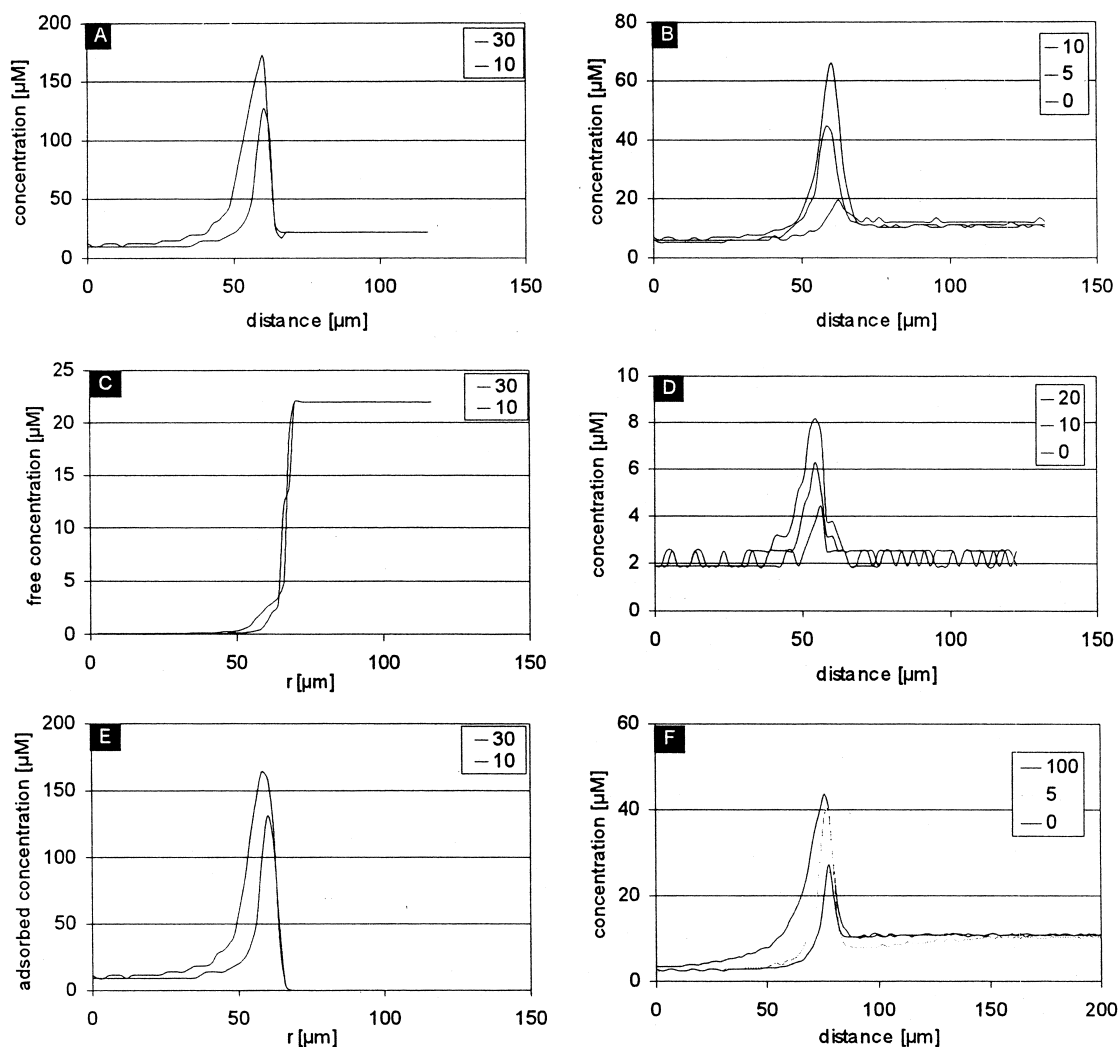 A
concentration [µM]
200
150
100
50
0
0 50 100 150
distance [µm]
— 30
— 10
B
concentration [µM]
80
60
40
20
0
0 50 100 150
distance [µm]
— 10
— 5
— 0
C
free concentration [µM]
25
20
15
10
5
0
0 50 100 150
r [µm]
— 30
— 10
D
concentration [µM]
10
8
6
4
2
0
0 50 100 150
distance [µm]
— 20
— 10
— 0
E
adsorbed concentration [µM]
200
150
100
50
0
0 50 100 150
r [µm]
— 30
— 10
F
concentration [µM]
60
40
20
0
0 50 100 150 200
distance [µm]
— 100
5
— 0